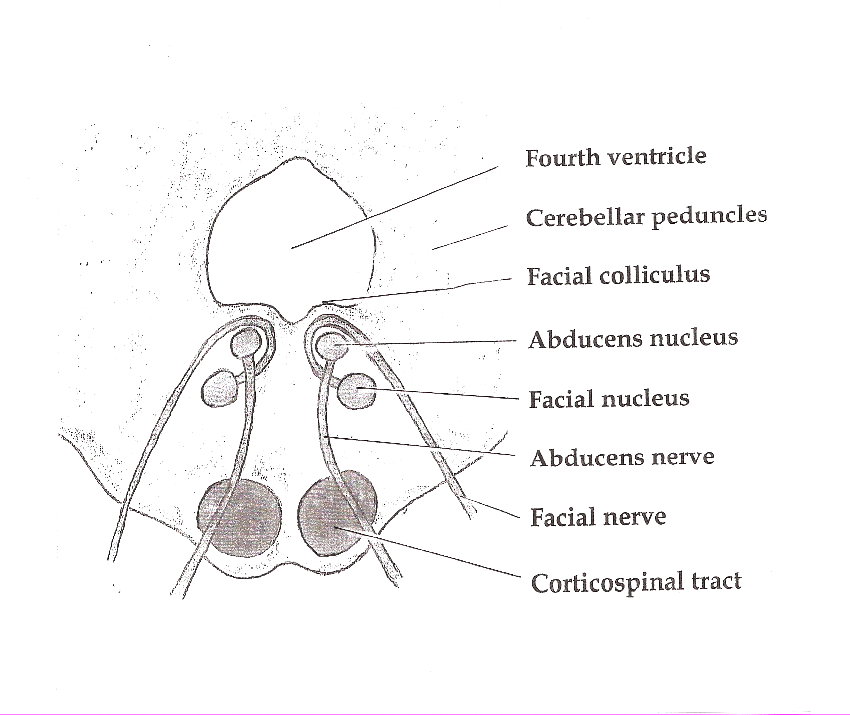 Fourth ventricle
Cerebellar peduncles
Facial colliculus
Abducens nucleus
Facial nucleus
Abducens nerve
Facial nerve
Corticospinal tract